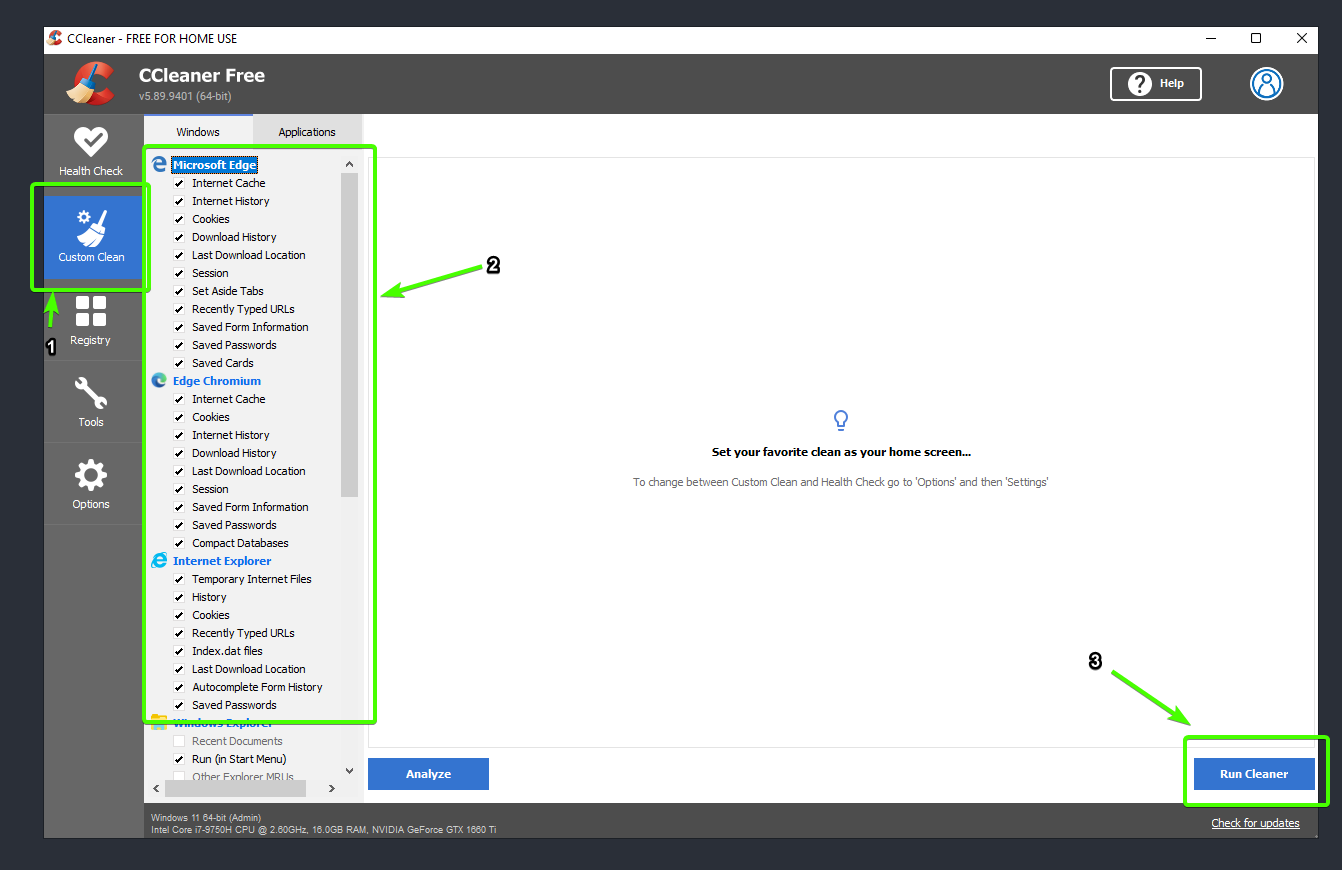 CCleaner - FREE FOR HOME USE
CCleaner Free
v5.89.9401 (64-bit)
? Help
Health Check
Custom Clean
1
Registry
Tools
Options
Windows Applications
Microsoft Edge
Internet Cache
Internet History
Cookies
Download History
Last Download Location
Session
Set Aside Tabs
Recently Typed URLs
Saved Form Information
Saved Passwords
Saved Cards
Edge Chromium
Internet Cache
Cookies
Internet History
Download History
Last Download Location
Session
Saved Form Information
Saved Passwords
Compact Databases
Internet Explorer
Temporary Internet Files
History
Cookies
Recently Typed URLs
Index.dat files
Last Download Location
Autocomplete Form History
Saved Passwords
Windows Explorer
Recent Documents
Run (in Start Menu)
Other Explorer MRUs
2
Set your favorite clean as your home screen...
To change between Custom Clean and Health Check go to 'Options' and then 'Settings'
3
Analyze
Run Cleaner
Windows 11 64-bit (Admin)
Intel Core i7-9750H CPU @ 2.60GHz, 16.0GB RAM, NVIDIA GeForce GTX 1660 Ti
Check for updates